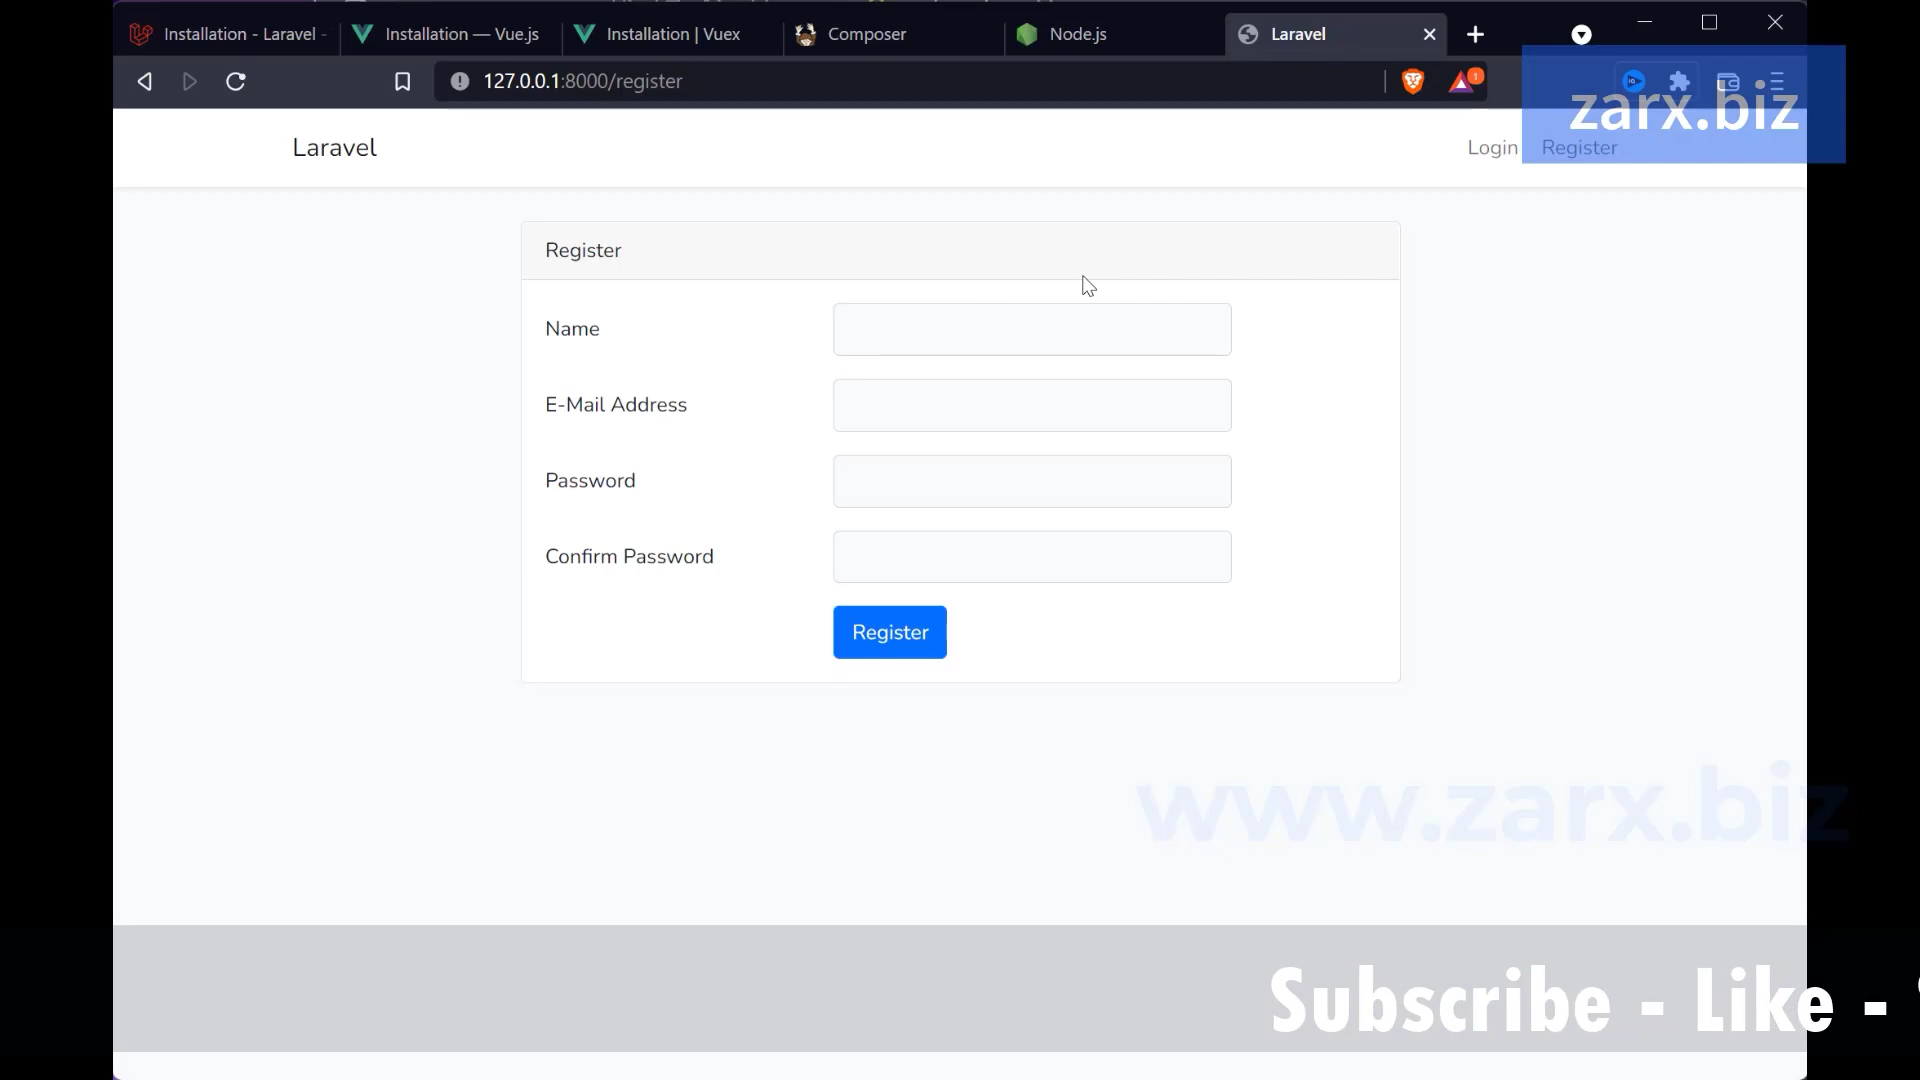 Installation - Laravel -
Installation — Vue.js
Installation | Vuex
Composer
Node.js
Laravel
127.0.0.1:8000/register
1
zarx.biz
Laravel
Login
Register
Register
Name
E-Mail Address
Password
Confirm Password
Register
www.zarx.biz
Subscribe - Like -